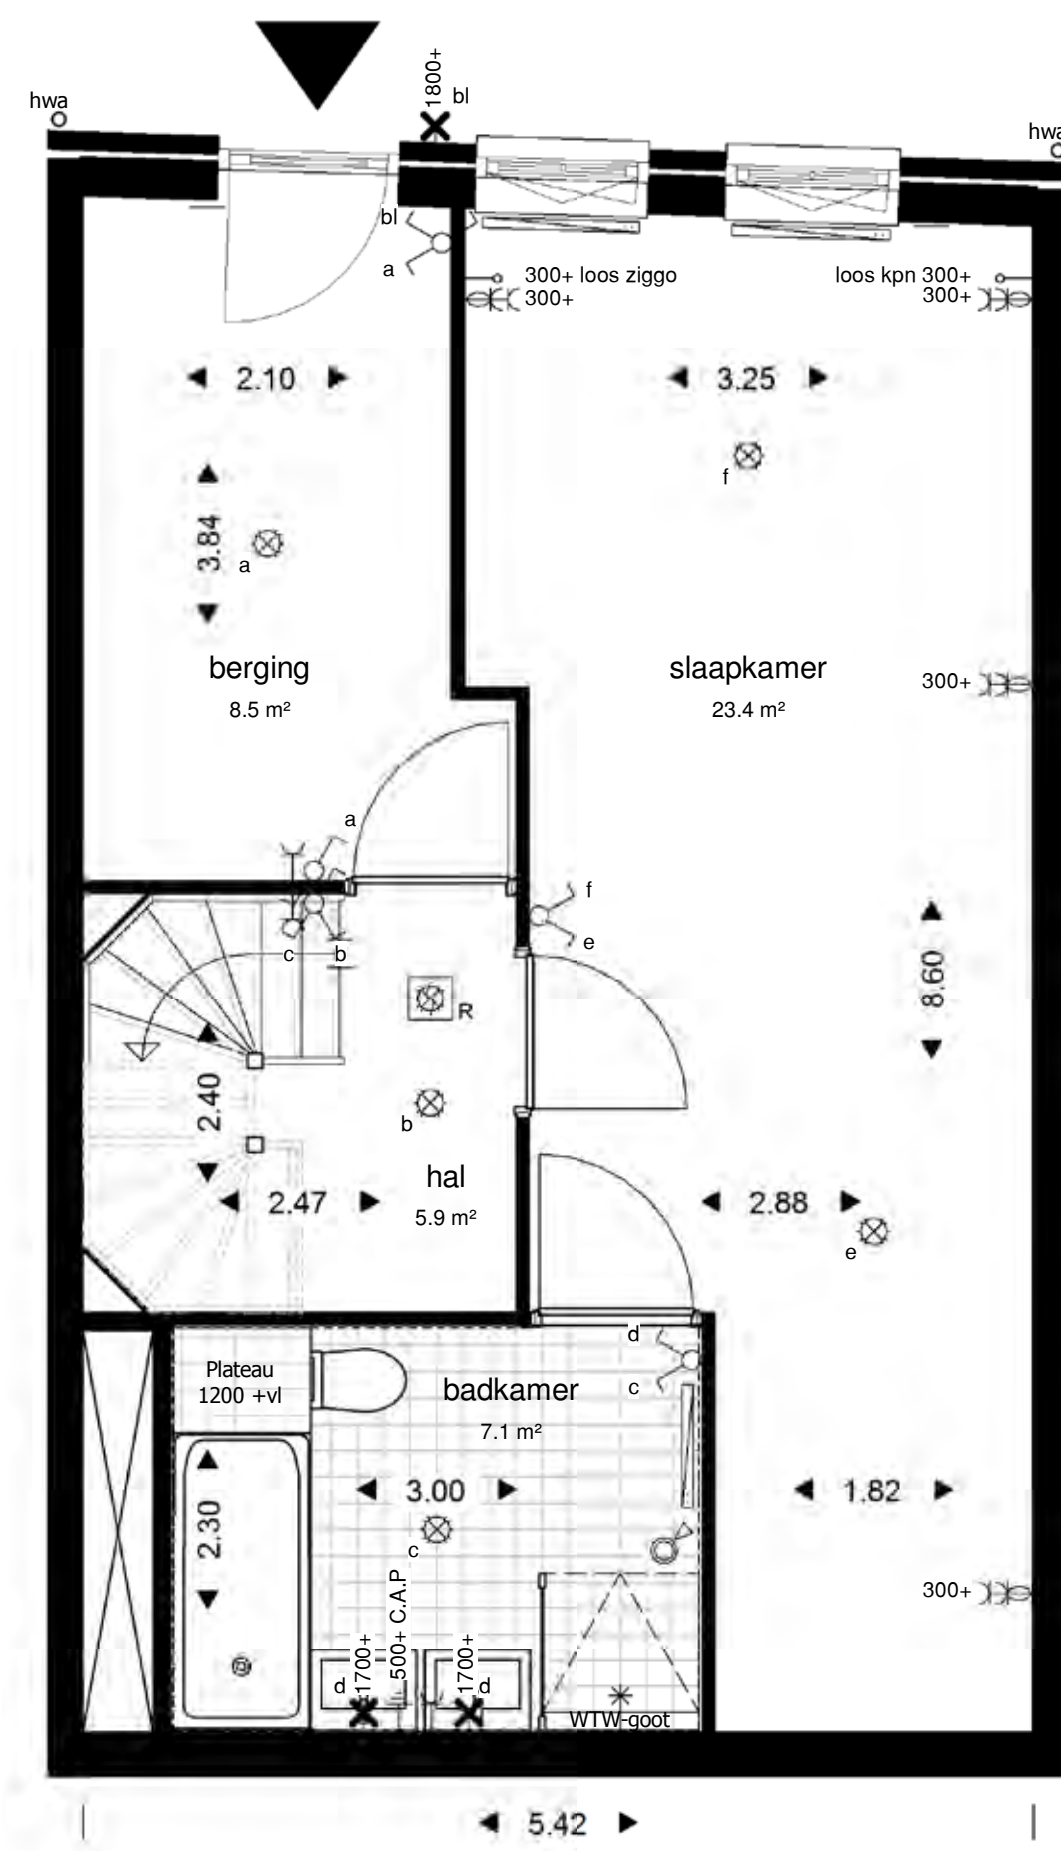 1800+
bl
hwa
hwa
bl
a
300+ loos ziggo
300+
loos kpn 300+
300+
2.10
3.25
f
3.84
a
berging
8.5 m²
slaapkamer
23.4 m²
300+
a
f
e
c
b
R
8.60
2.40
b
hal
5.9 m²
2.47
2.88
e
Plateau
1200 +vl
d
c
badkamer
7.1 m²
2.30
3.00
1.82
c
500+ C.A.P
300+
1700+
1700+
d
d
WTW-goot
5.42